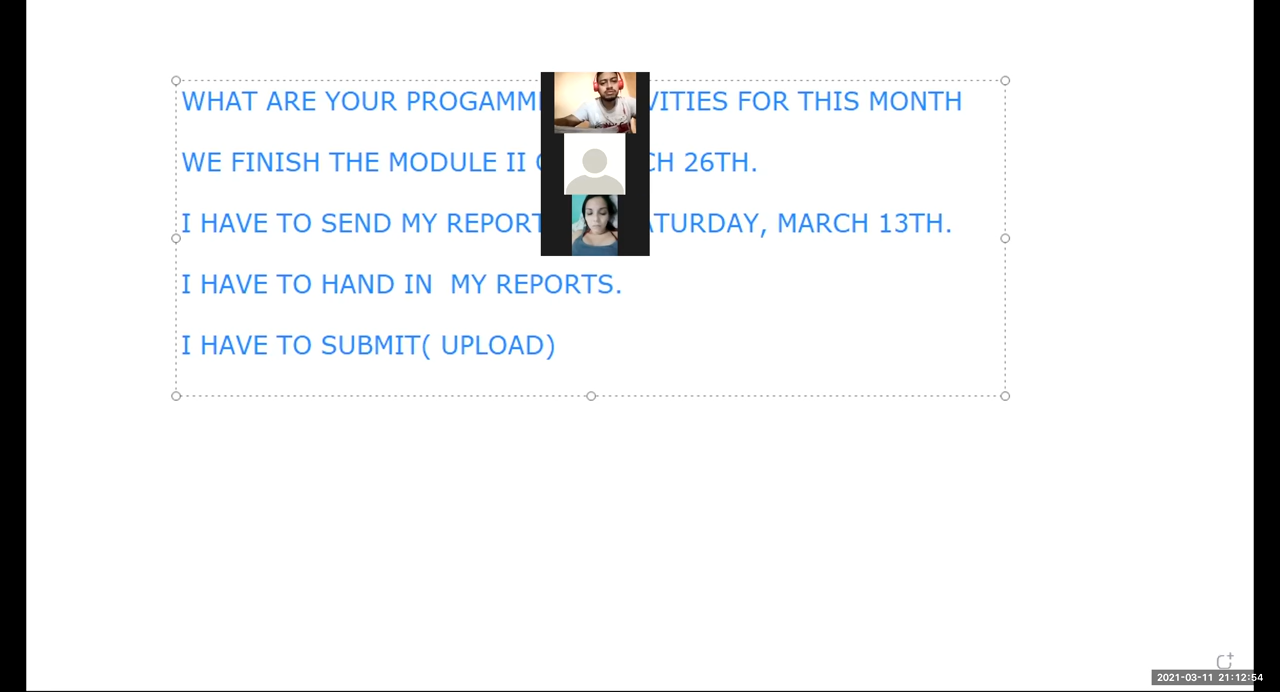 WHAT ARE YOUR PROGAMM VITIES FOR THIS MONTH
WE FINISH THE MODULE II CH 26TH.
I HAVE TO SEND MY REPORT ATURDAY, MARCH 13TH.
I HAVE TO HAND IN  MY REPORTS.
I HAVE TO SUBMIT( UPLOAD)
2021-03-11 21:12:54